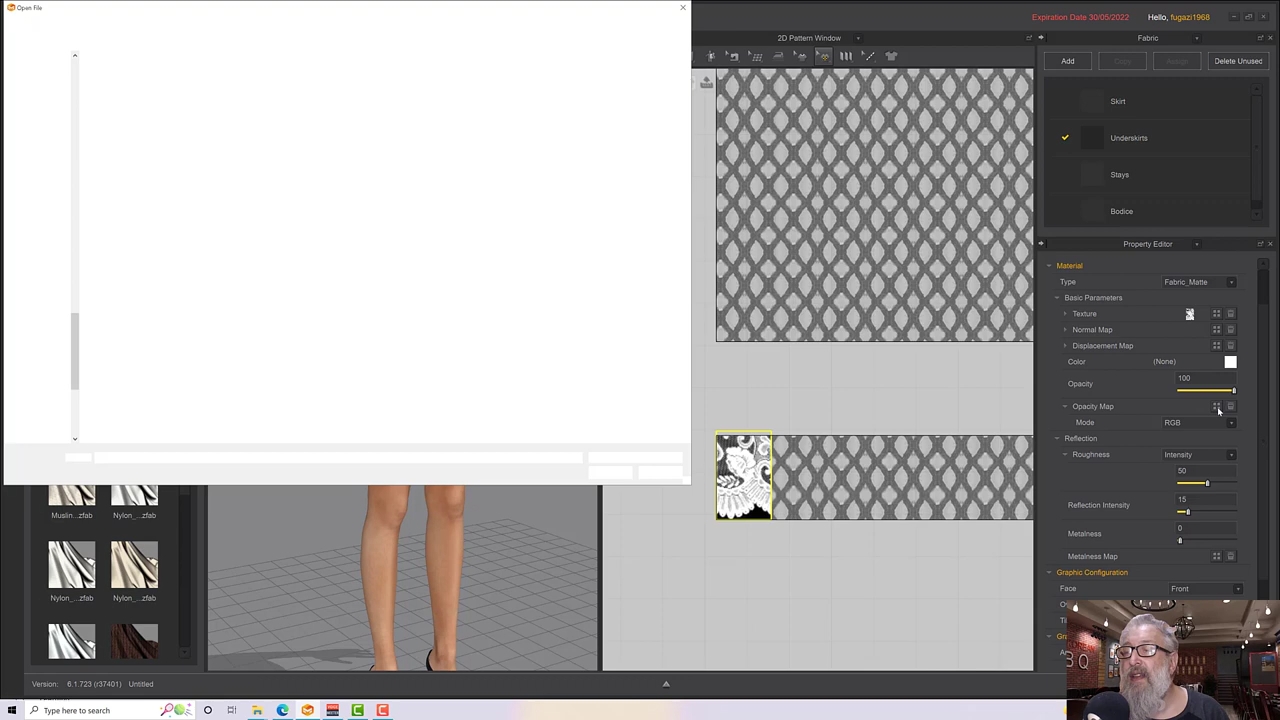 Open File
Expiration Date 30/05/2022
Hello, fugazi1968
2D Pattern Window
Fabric
Add
Copy
Assign
Delete Unused
Skirt
Underskirts
Stays
Bodice
Property Editor
Material
Type
Fabric_Matte
Basic Parameters
Texture
Normal Map
Displacement Map
Color
(None)
Opacity
100
Opacity Map
Mode
RGB
Reflection
Roughness
Intensity
50
Reflection Intensity
15
Metalness
0
Metalness Map
Graphic Configuration
Face
Front
Muslin...zfab
Nylon_...zfab
Nylon_...zfab
Nylon_...zfab
Version: 6.1.723 (r37401)
Untitled
Type here to search